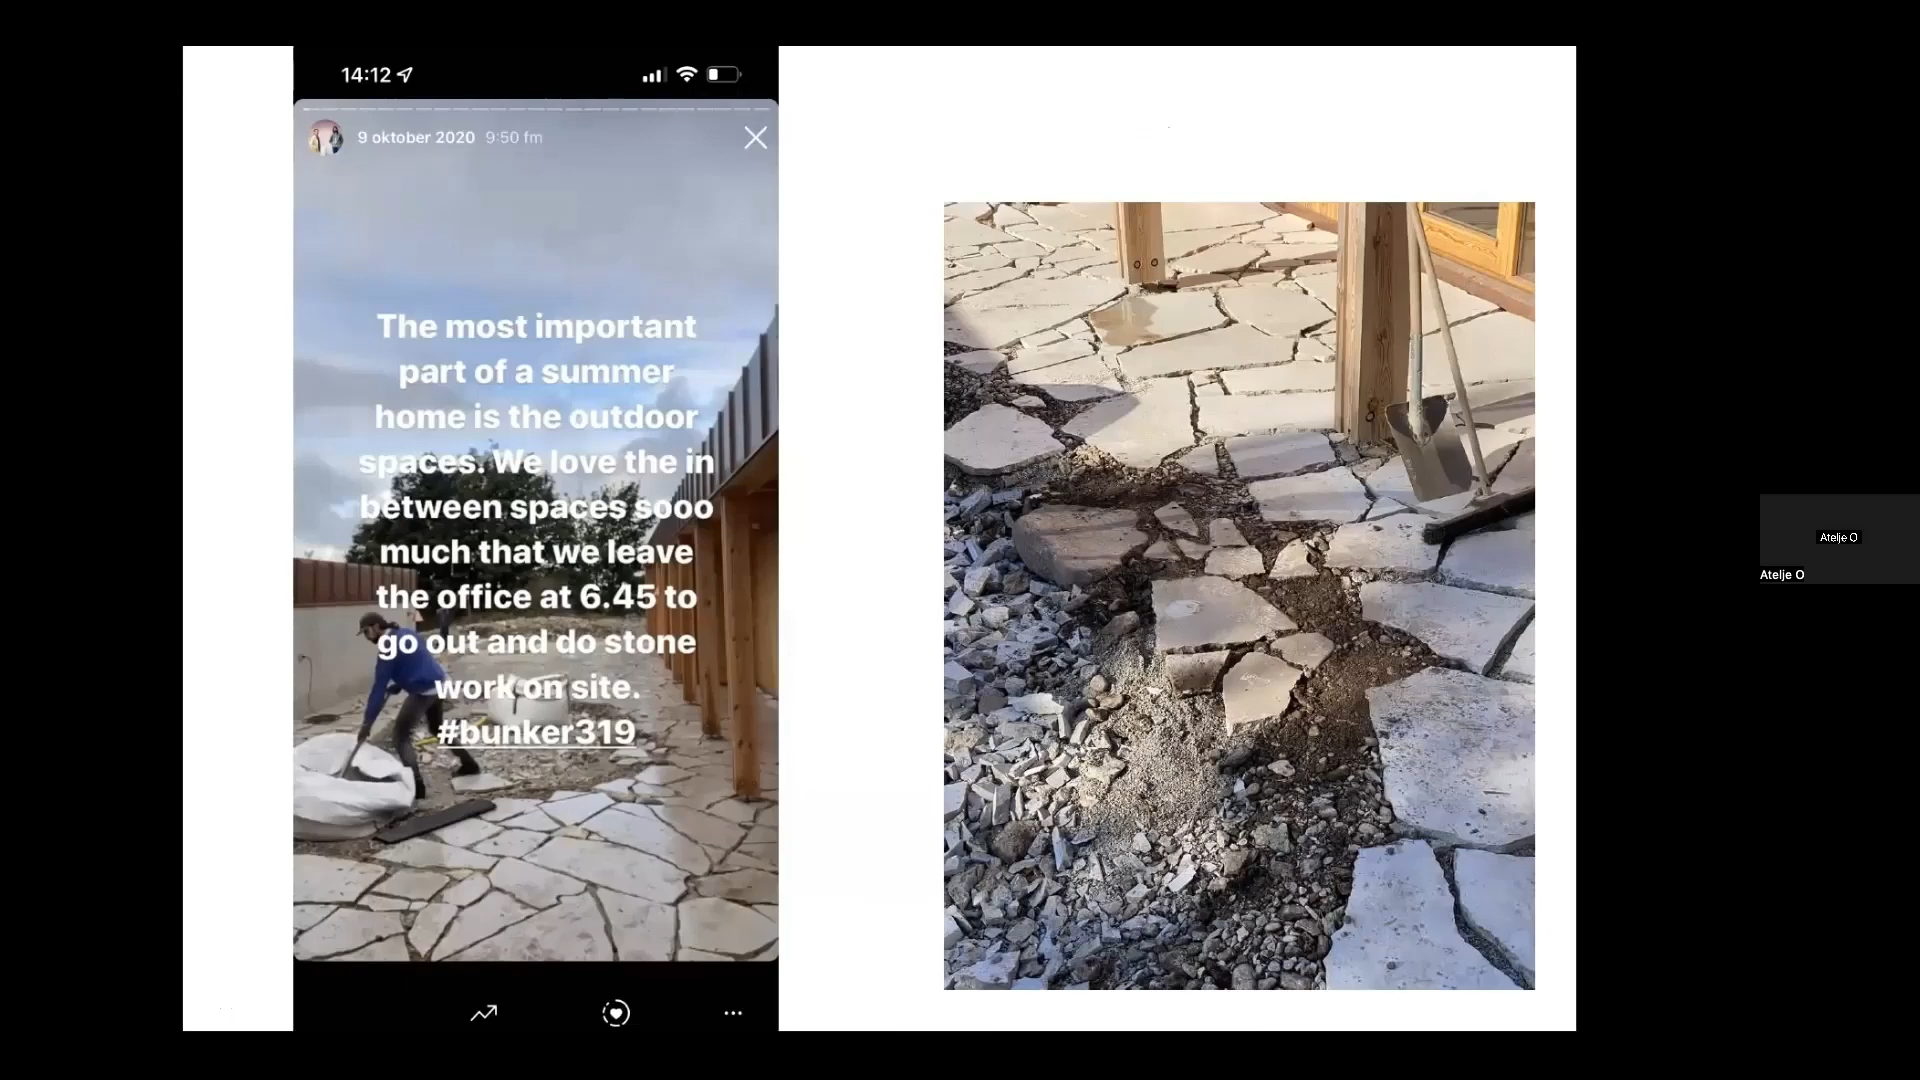 14:12
9 oktober 2020 9:50 fm
The most important
part of a summer
home is the outdoor
spaces. We love the in
between spaces sooo
much that we leave
the office at 6.45 to
go out and do stone
work on site.
#bunker319
Atelje O
Atelje O